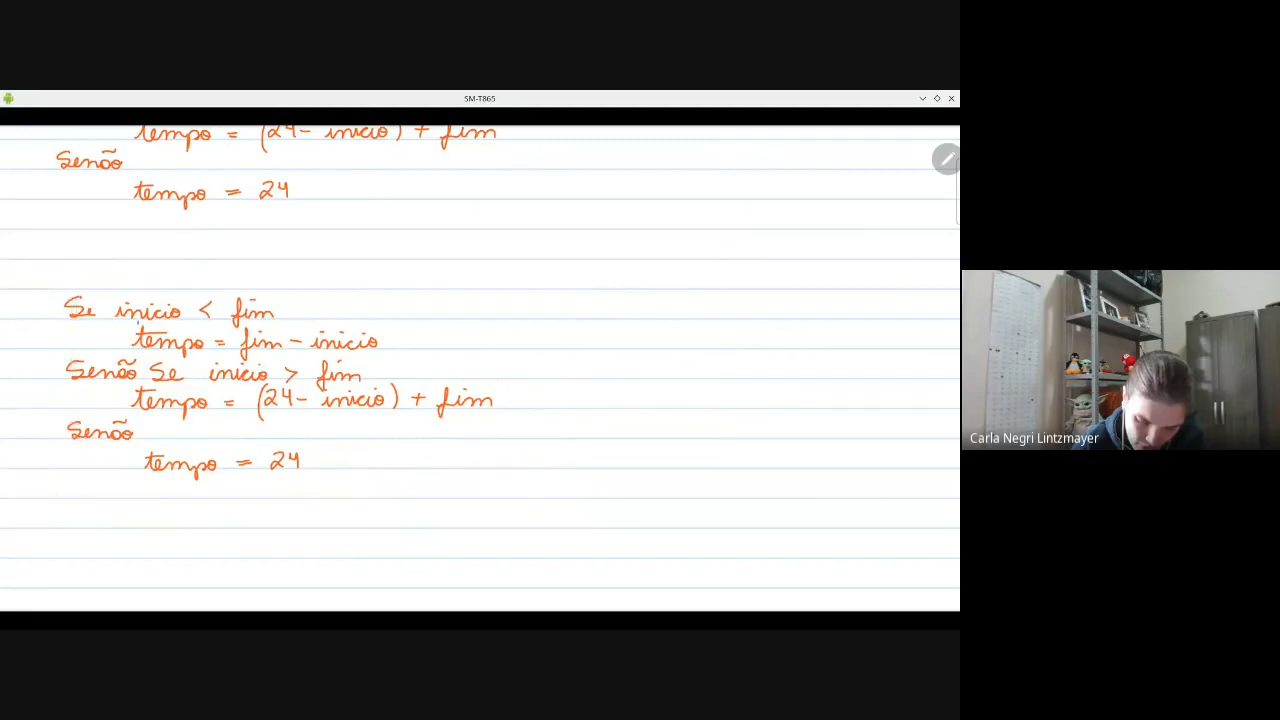 SM-T865
tempo = (24 - inicio) + fim
Senão
tempo = 24
Se inicio < fim
tempo = fim - inicio
Senão Se inicio > fim
tempo = (24 - inicio) + fim
Senão
tempo = 24
Carla Negri Lintzmayer